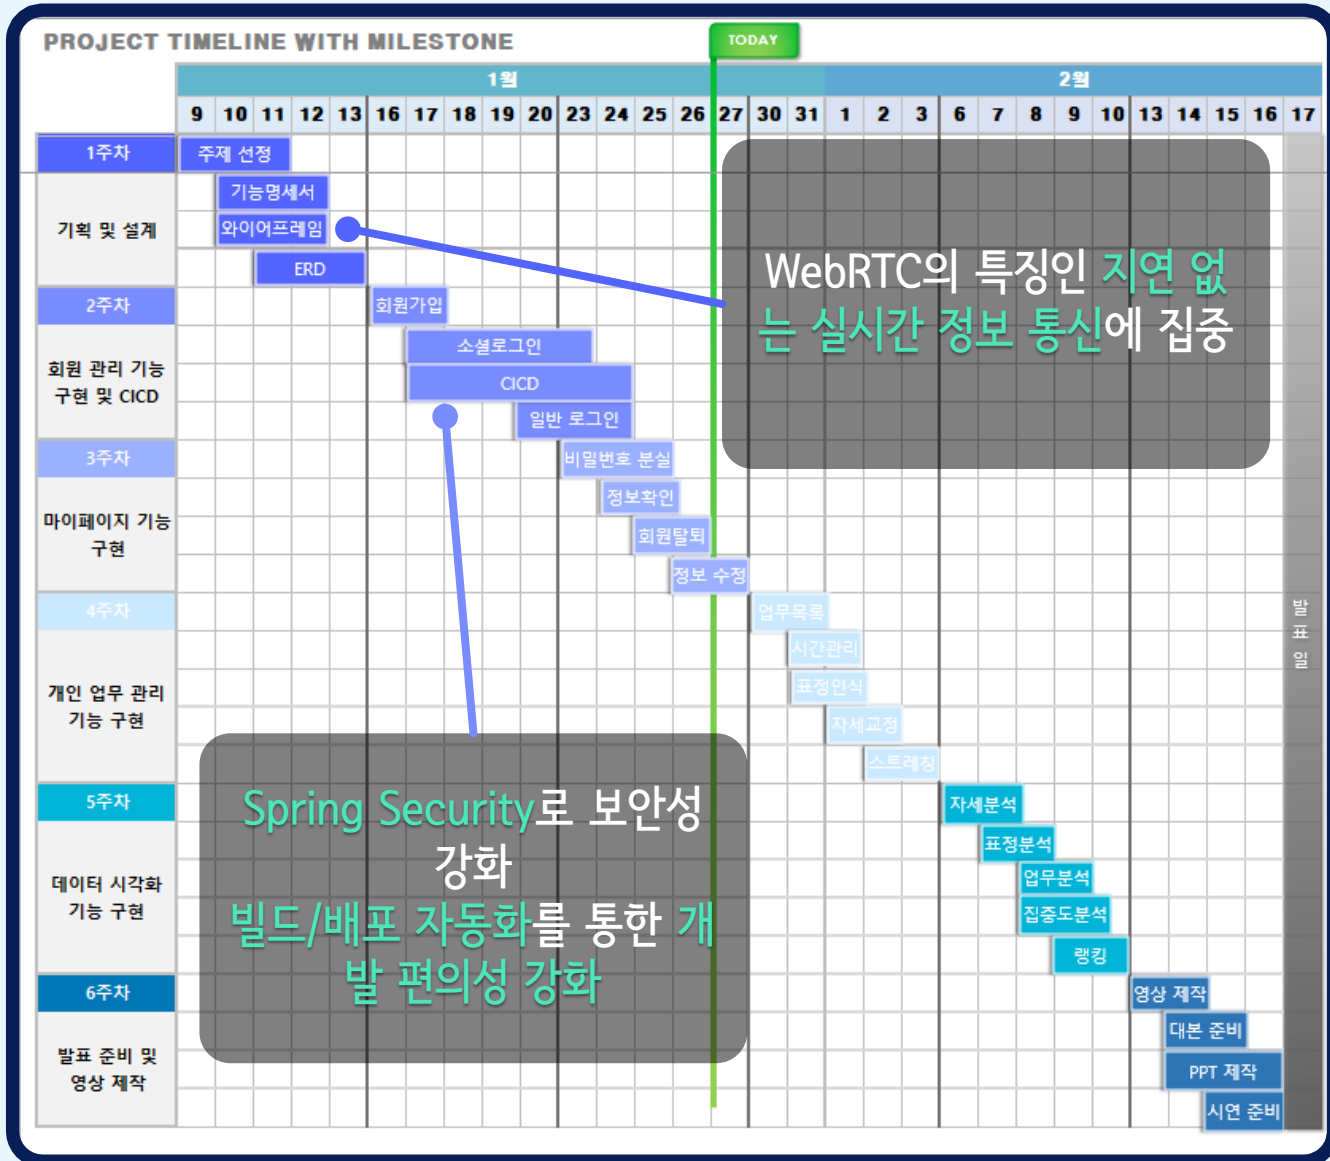 PROJECT TIMELINE WITH MILESTONE
TODAY
1월 2월
9 10 11 12 13 16 17 18 19 20 23 24 25 26 27 30 31 1 2 3 6 7 8 9 10 13 14 15 16 17
1주차
주제 선정
기획 및 설계
기능명세서
와이어프레임
ERD
WebRTC의 특징인 지연 없
는 실시간 정보 통신에 집중
2주차
회원가입
회원 관리 기능
구현 및 CICD
소셜로그인
CICD
일반 로그인
3주차
비밀번호 분실
마이페이지 기능
구현
정보확인
회원탈퇴
정보 수정
4주차
업무목록
개인 업무 관리
기능 구현
시간관리
표정인식
자세교정
스트레칭
발
표
일
Spring Security로 보안성
강화
빌드/배포 자동화를 통한 개
발 편의성 강화
5주차
자세분석
데이터 시각화
기능 구현
표정분석
업무분석
집중도분석
랭킹
6주차
영상 제작
발표 준비 및
영상 제작
대본 준비
PPT 제작
시연 준비